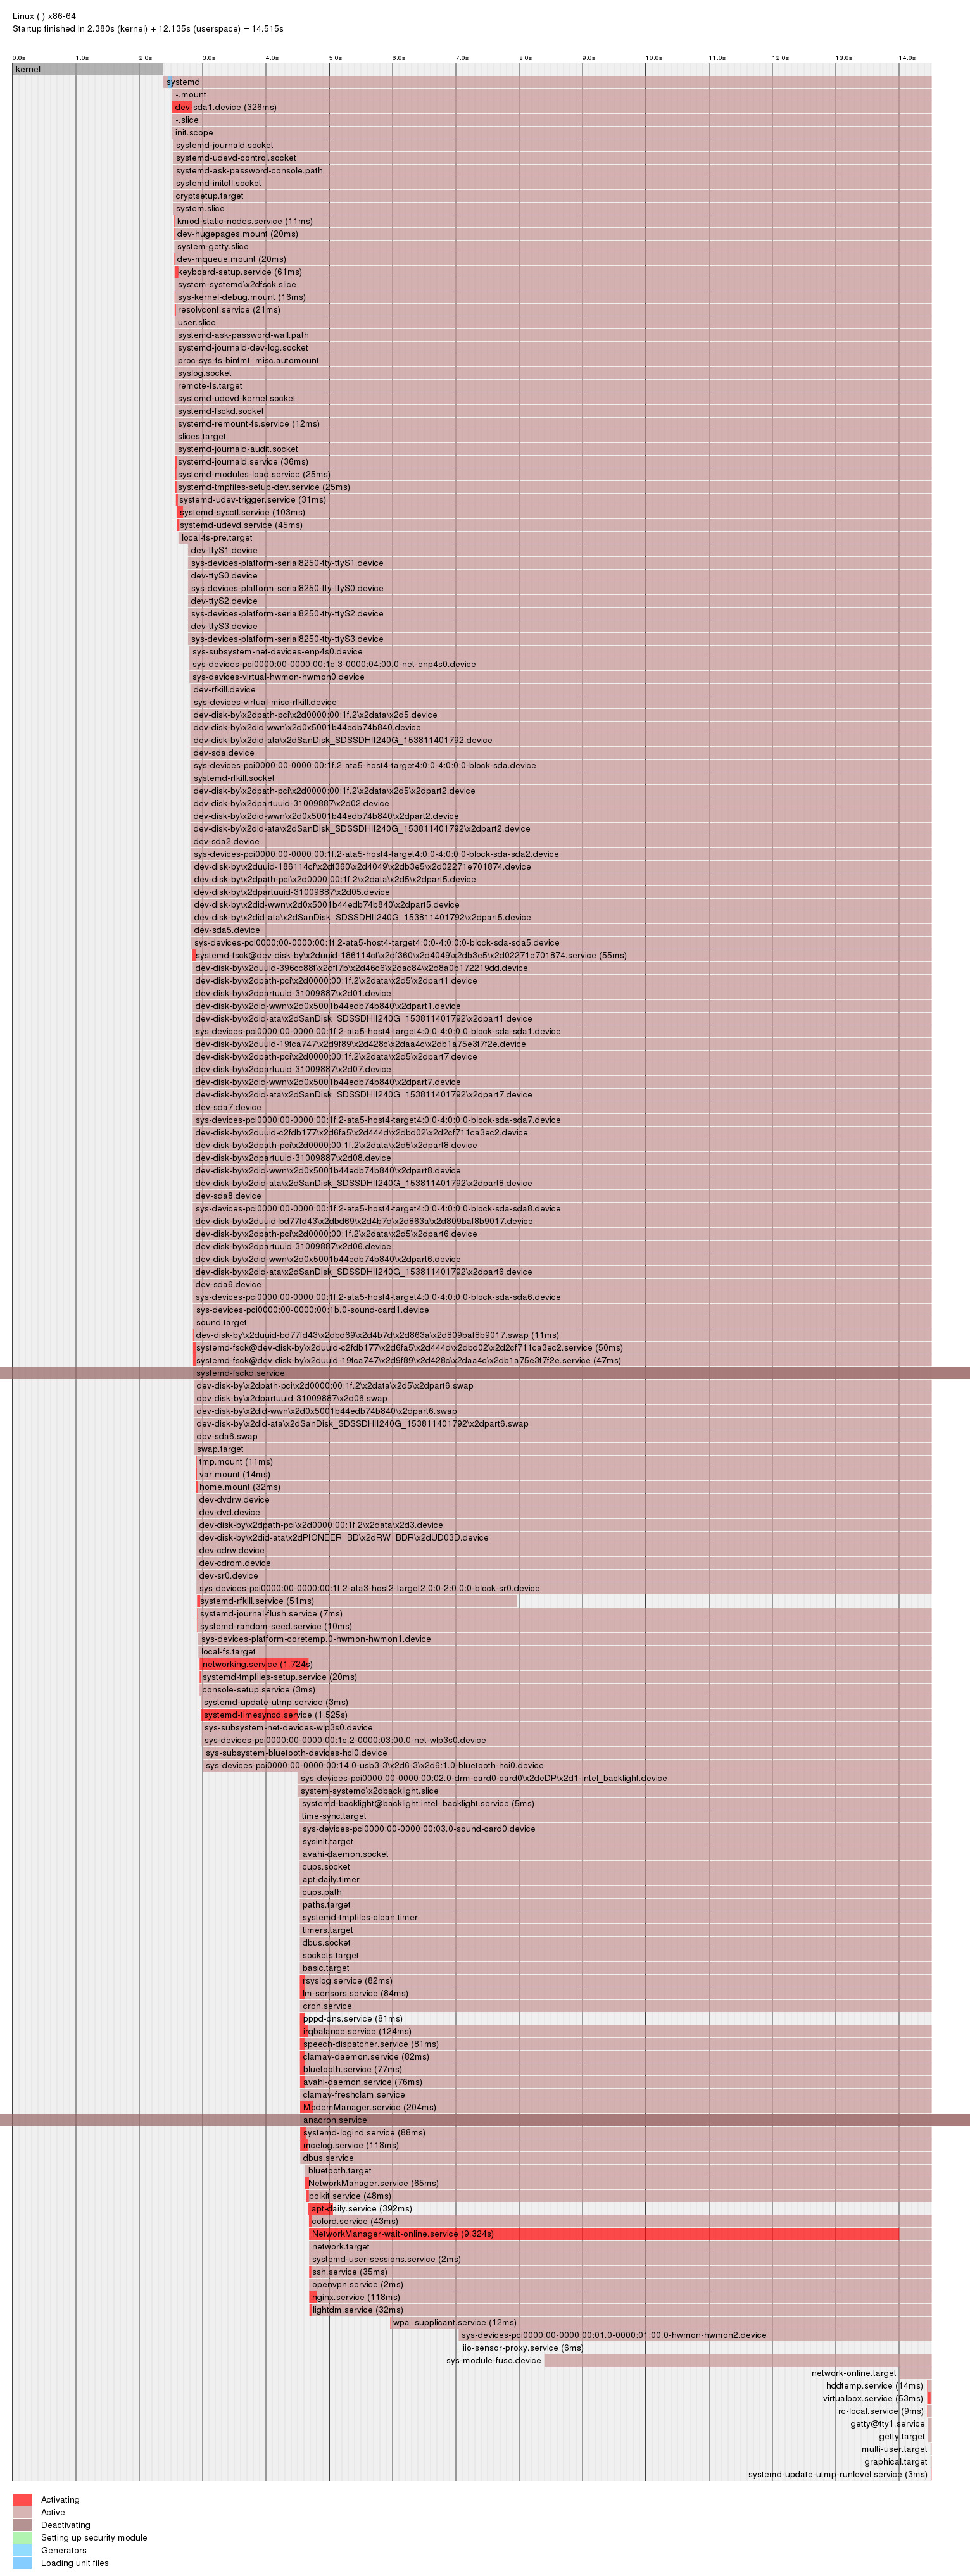 Linux ( ) x86-64
Startup finished in 2.380s (kernel) + 12.135s (userspace) = 14.515s
0.0s 1.0s 2.0s 3.0s 4.0s 5.0s 6.0s 7.0s 8.0s 9.0s 10.0s 11.0s 12.0s 13.0s 14.0s
kernel
systemd
-.mount
dev-sda1.device (326ms)
-.slice
init.scope
systemd-journald.socket
systemd-udevd-control.socket
systemd-ask-password-console.path
systemd-initctl.socket
cryptsetup.target
system.slice
kmod-static-nodes.service (11ms)
dev-hugepages.mount (20ms)
system-getty.slice
dev-mqueue.mount (20ms)
keyboard-setup.service (61ms)
system-systemd\x2dfsck.slice
sys-kernel-debug.mount (16ms)
resolvconf.service (21ms)
user.slice
systemd-ask-password-wall.path
systemd-journald-dev-log.socket
proc-sys-fs-binfmt_misc.automount
syslog.socket
remote-fs.target
systemd-udevd-kernel.socket
systemd-fsckd.socket
systemd-remount-fs.service (12ms)
slices.target
systemd-journald-audit.socket
systemd-journald.service (36ms)
systemd-modules-load.service (25ms)
systemd-tmpfiles-setup-dev.service (25ms)
systemd-udev-trigger.service (31ms)
systemd-sysctl.service (103ms)
systemd-udevd.service (45ms)
local-fs-pre.target
dev-ttyS1.device
sys-devices-platform-serial8250-tty-ttyS1.device
dev-ttyS0.device
sys-devices-platform-serial8250-tty-ttyS0.device
dev-ttyS2.device
sys-devices-platform-serial8250-tty-ttyS2.device
dev-ttyS3.device
sys-devices-platform-serial8250-tty-ttyS3.device
sys-subsystem-net-devices-enp4s0.device
sys-devices-pci0000:00-0000:00:1c.3-0000:04:00.0-net-enp4s0.device
sys-devices-virtual-hwmon-hwmon0.device
dev-rfkill.device
sys-devices-virtual-misc-rfkill.device
dev-disk-by\x2dpath-pci\x2d0000:00:1f.2\x2data\x2d5.device
dev-disk-by\x2did-wwn\x2d0x5001b44edb74b840.device
dev-disk-by\x2did-ata\x2dSanDisk_SDSSDHII240G_153811401792.device
dev-sda.device
sys-devices-pci0000:00-0000:00:1f.2-ata5-host4-target4:0:0-4:0:0:0-block-sda.device
systemd-rfkill.socket
dev-disk-by\x2dpath-pci\x2d0000:00:1f.2\x2data\x2d5\x2dpart2.device
dev-disk-by\x2dpartuuid-31009887\x2d02.device
dev-disk-by\x2did-wwn\x2d0x5001b44edb74b840\x2dpart2.device
dev-disk-by\x2did-ata\x2dSanDisk_SDSSDHII240G_153811401792\x2dpart2.device
dev-sda2.device
sys-devices-pci0000:00-0000:00:1f.2-ata5-host4-target4:0:0-4:0:0:0-block-sda-sda2.device
dev-disk-by\x2duuid-186114cf\x2df360\x2d4049\x2db3e5\x2d02271e701874.device
dev-disk-by\x2dpath-pci\x2d0000:00:1f.2\x2data\x2d5\x2dpart5.device
dev-disk-by\x2dpartuuid-31009887\x2d05.device
dev-disk-by\x2did-wwn\x2d0x5001b44edb74b840\x2dpart5.device
dev-disk-by\x2did-ata\x2dSanDisk_SDSSDHII240G_153811401792\x2dpart5.device
dev-sda5.device
sys-devices-pci0000:00-0000:00:1f.2-ata5-host4-target4:0:0-4:0:0:0-block-sda-sda5.device
systemd-fsck@dev-disk-by\x2duuid-186114cf\x2df360\x2d4049\x2db3e5\x2d02271e701874.service (55ms)
dev-disk-by\x2duuid-396cc88f\x2dff7b\x2d46c6\x2dac84\x2d8a0b172219dd.device
dev-disk-by\x2dpath-pci\x2d0000:00:1f.2\x2data\x2d5\x2dpart1.device
dev-disk-by\x2dpartuuid-31009887\x2d01.device
dev-disk-by\x2did-wwn\x2d0x5001b44edb74b840\x2dpart1.device
dev-disk-by\x2did-ata\x2dSanDisk_SDSSDHII240G_153811401792\x2dpart1.device
sys-devices-pci0000:00-0000:00:1f.2-ata5-host4-target4:0:0-4:0:0:0-block-sda-sda1.device
dev-disk-by\x2duuid-19fca747\x2d9f89\x2d428c\x2daa4c\x2db1a75e3f7f2e.device
dev-disk-by\x2dpath-pci\x2d0000:00:1f.2\x2data\x2d5\x2dpart7.device
dev-disk-by\x2dpartuuid-31009887\x2d07.device
dev-disk-by\x2did-wwn\x2d0x5001b44edb74b840\x2dpart7.device
dev-disk-by\x2did-ata\x2dSanDisk_SDSSDHII240G_153811401792\x2dpart7.device
dev-sda7.device
sys-devices-pci0000:00-0000:00:1f.2-ata5-host4-target4:0:0-4:0:0:0-block-sda-sda7.device
dev-disk-by\x2duuid-c2fdb177\x2d6fa5\x2d444d\x2dbd02\x2d2cf711ca3ec2.device
dev-disk-by\x2dpath-pci\x2d0000:00:1f.2\x2data\x2d5\x2dpart8.device
dev-disk-by\x2dpartuuid-31009887\x2d08.device
dev-disk-by\x2did-wwn\x2d0x5001b44edb74b840\x2dpart8.device
dev-disk-by\x2did-ata\x2dSanDisk_SDSSDHII240G_153811401792\x2dpart8.device
dev-sda8.device
sys-devices-pci0000:00-0000:00:1f.2-ata5-host4-target4:0:0-4:0:0:0-block-sda-sda8.device
dev-disk-by\x2duuid-bd77fd43\x2dbd69\x2d4b7d\x2d863a\x2d809baf8b9017.device
dev-disk-by\x2dpath-pci\x2d0000:00:1f.2\x2data\x2d5\x2dpart6.device
dev-disk-by\x2dpartuuid-31009887\x2d06.device
dev-disk-by\x2did-wwn\x2d0x5001b44edb74b840\x2dpart6.device
dev-disk-by\x2did-ata\x2dSanDisk_SDSSDHII240G_153811401792\x2dpart6.device
dev-sda6.device
sys-devices-pci0000:00-0000:00:1f.2-ata5-host4-target4:0:0-4:0:0:0-block-sda-sda6.device
sys-devices-pci0000:00-0000:00:1b.0-sound-card1.device
sound.target
dev-disk-by\x2duuid-bd77fd43\x2dbd69\x2d4b7d\x2d863a\x2d809baf8b9017.swap (11ms)
systemd-fsck@dev-disk-by\x2duuid-c2fdb177\x2d6fa5\x2d444d\x2dbd02\x2d2cf711ca3ec2.service (50ms)
systemd-fsck@dev-disk-by\x2duuid-19fca747\x2d9f89\x2d428c\x2daa4c\x2db1a75e3f7f2e.service (47ms)
systemd-fsckd.service
dev-disk-by\x2dpath-pci\x2d0000:00:1f.2\x2data\x2d5\x2dpart6.swap
dev-disk-by\x2dpartuuid-31009887\x2d06.swap
dev-disk-by\x2did-wwn\x2d0x5001b44edb74b840\x2dpart6.swap
dev-disk-by\x2did-ata\x2dSanDisk_SDSSDHII240G_153811401792\x2dpart6.swap
dev-sda6.swap
swap.target
tmp.mount (11ms)
var.mount (14ms)
home.mount (32ms)
dev-dvdrw.device
dev-dvd.device
dev-disk-by\x2dpath-pci\x2d0000:00:1f.2\x2data\x2d3.device
dev-disk-by\x2did-ata\x2dPIONEER_BD\x2dRW_BDR\x2dUD03D.device
dev-cdrw.device
dev-cdrom.device
dev-sr0.device
sys-devices-pci0000:00-0000:00:1f.2-ata3-host2-target2:0:0-2:0:0:0-block-sr0.device
systemd-rfkill.service (51ms)
systemd-journal-flush.service (7ms)
systemd-random-seed.service (10ms)
sys-devices-platform-coretemp.0-hwmon-hwmon1.device
local-fs.target
networking.service (1.724s)
systemd-tmpfiles-setup.service (20ms)
console-setup.service (3ms)
systemd-update-utmp.service (3ms)
systemd-timesyncd.service (1.525s)
sys-subsystem-net-devices-wlp3s0.device
sys-devices-pci0000:00-0000:00:1c.2-0000:03:00.0-net-wlp3s0.device
sys-subsystem-bluetooth-devices-hci0.device
sys-devices-pci0000:00-0000:00:14.0-usb3-3\x2d6-3\x2d6:1.0-bluetooth-hci0.device
sys-devices-pci0000:00-0000:00:02.0-drm-card0-card0\x2deDP\x2d1-intel_backlight.device
system-systemd\x2dbacklight.slice
systemd-backlight@backlight:intel_backlight.service (5ms)
time-sync.target
sys-devices-pci0000:00-0000:00:03.0-sound-card0.device
sysinit.target
avahi-daemon.socket
cups.socket
apt-daily.timer
cups.path
paths.target
systemd-tmpfiles-clean.timer
timers.target
dbus.socket
sockets.target
basic.target
rsyslog.service (82ms)
lm-sensors.service (84ms)
cron.service
pppd-dns.service (81ms)
irqbalance.service (124ms)
speech-dispatcher.service (81ms)
clamav-daemon.service (82ms)
bluetooth.service (77ms)
avahi-daemon.service (76ms)
clamav-freshclam.service
ModemManager.service (204ms)
anacron.service
systemd-logind.service (88ms)
mcelog.service (118ms)
dbus.service
bluetooth.target
NetworkManager.service (65ms)
polkit.service (48ms)
apt-daily.service (392ms)
colord.service (43ms)
NetworkManager-wait-online.service (9.324s)
network.target
systemd-user-sessions.service (2ms)
ssh.service (35ms)
openvpn.service (2ms)
nginx.service (118ms)
lightdm.service (32ms)
wpa_supplicant.service (12ms)
sys-devices-pci0000:00-0000:00:01.0-0000:01:00.0-hwmon-hwmon2.device
iio-sensor-proxy.service (6ms)
sys-module-fuse.device
network-online.target
hddtemp.service (14ms)
virtualbox.service (53ms)
rc-local.service (9ms)
getty@tty1.service
getty.target
multi-user.target
graphical.target
systemd-update-utmp-runlevel.service (3ms)
Activating
Active
Deactivating
Setting up security module
Generators
Loading unit files